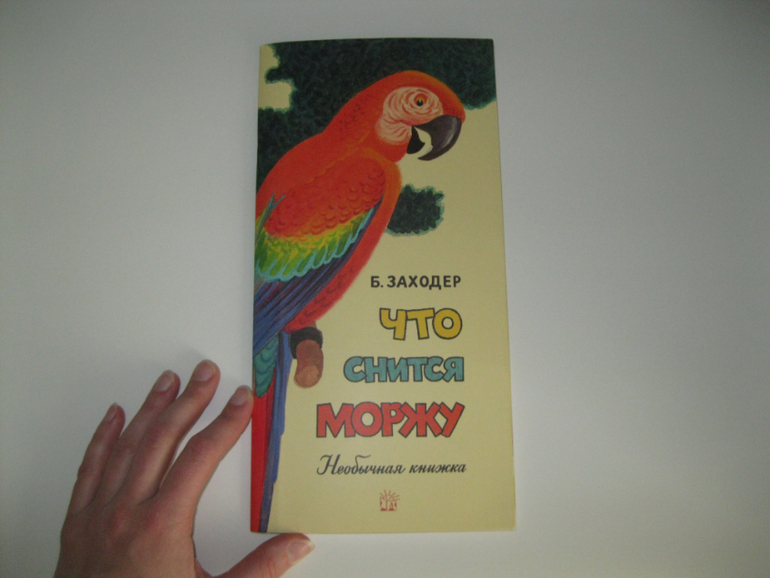 Б. ЗАХОДЕР
ЧТО
СНИТСЯ
МОРЖУ
Необычная книжка